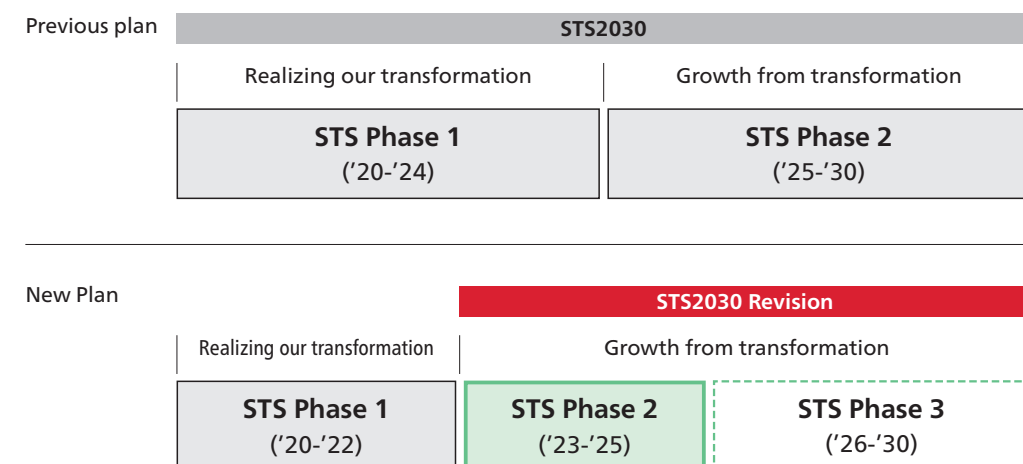 Previous plan
STS2030
Realizing our transformation
Growth from transformation
STS Phase 1
(’20-’24)
STS Phase 2
(’25-’30)
New Plan
STS2030 Revision
Realizing our transformation
Growth from transformation
STS Phase 1
(’20-’22)
STS Phase 2
(’23-’25)
STS Phase 3
(’26-’30)